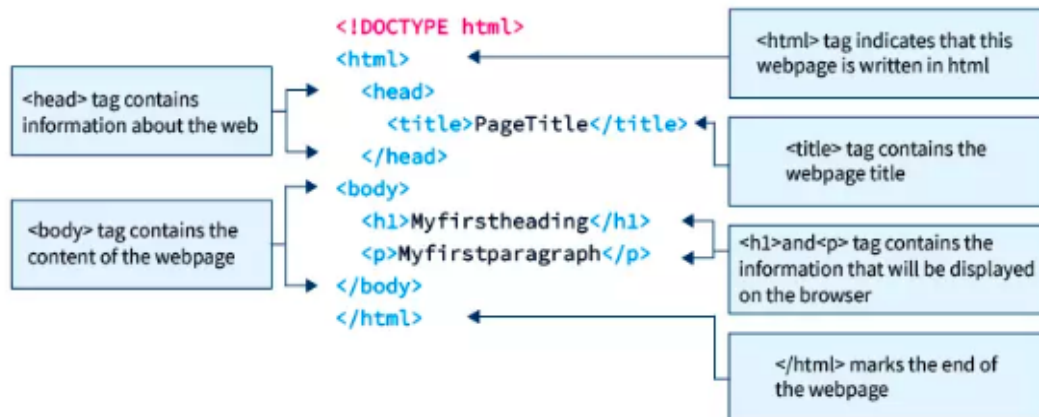 <!DOCTYPE html>
<html>
<head>
<title>PageTitle</title>
</head>
<body>
<h1>Myfirstheading</h1>
<p>Myfirstparagraph</p>
</body>
</html>
<head> tag contains
information about the web
<body> tag contains the
content of the webpage
<html> tag indicates that this
webpage is written in html
<title> tag contains the
webpage title
<h1>and<p> tag contains the
information that will be displayed
on the browser
</html> marks the end of
the webpage